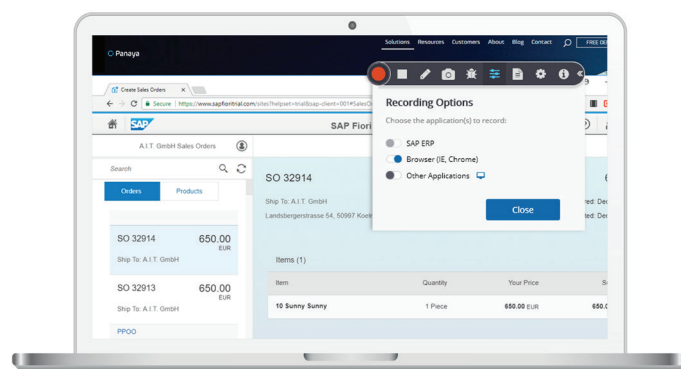 Panaya
Solutions Resources Customers About Blog Contact
Create Sales Orders
Secure https://www.sapfioritrial.com/sites?helpset=trial&sap-client=001#SalesO
SAP
SAP Fiori
A.I.T. GmbH Sales Orders
Search
Orders Products
SO 32914 650.00
EUR
Ship To: A.I.T. GmbH
SO 32913 650.00
EUR
Ship To: A.I.T. GmbH
PPOO
SO 32914
Ship To: A.I.T. GmbH
Landsbergerstrasse 54, 50997
Items (1)
Item Quantity Your Price
10 Sunny Sunny 1 Piece 650.00 EUR
Recording Options
Choose the application(s) to record:
SAP ERP
Browser (IE, Chrome)
Other Applications
Close